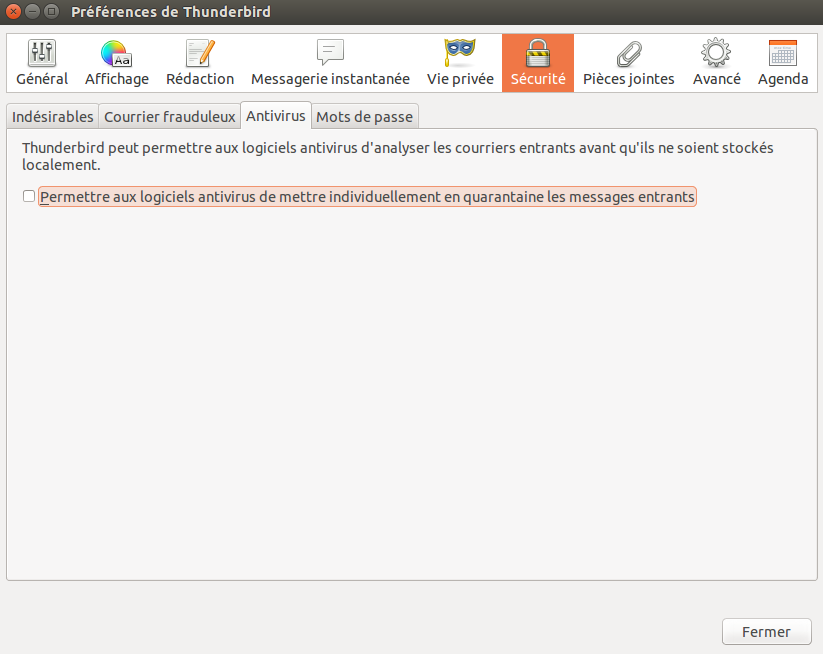 Préférences de Thunderbird
Général Affichage Rédaction Messagerie instantanée Vie privée Sécurité Pièces jointes Avancé Agenda
Indésirables Courrier frauduleux Antivirus Mots de passe
Thunderbird peut permettre aux logiciels antivirus d'analyser les courriers entrants avant qu'ils ne soient stockés
localement.
Permettre aux logiciels antivirus de mettre individuellement en quarantaine les messages entrants
Fermer